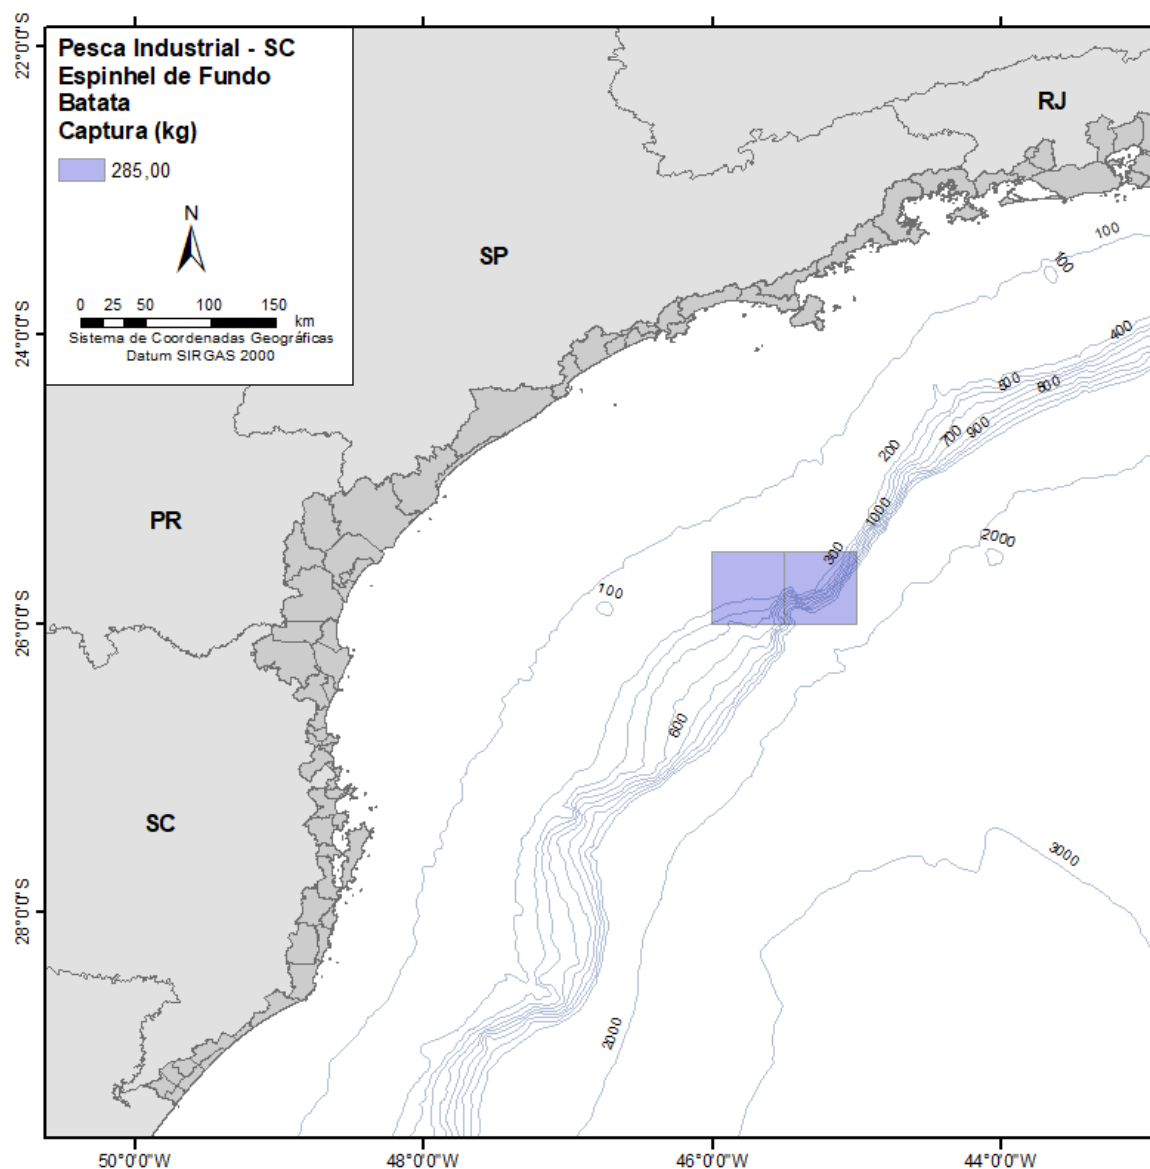 Pesca Industrial - SC
Espinhel de Fundo
Batata
Captura (kg)
285,00
N
0 25 50 100 150
km
Sistema de Coordenadas Geográficas
Datum SIRGAS 2000
RJ
SP
PR
SC
100
100
400
500
800
700
900
200
1000
300
2000
100
600
3000
2000
22°0'0"S
24°0'0"S
26°0'0"S
28°0'0"S
50°0'0"W
48°0'0"W
46°0'0"W
44°0'0"W